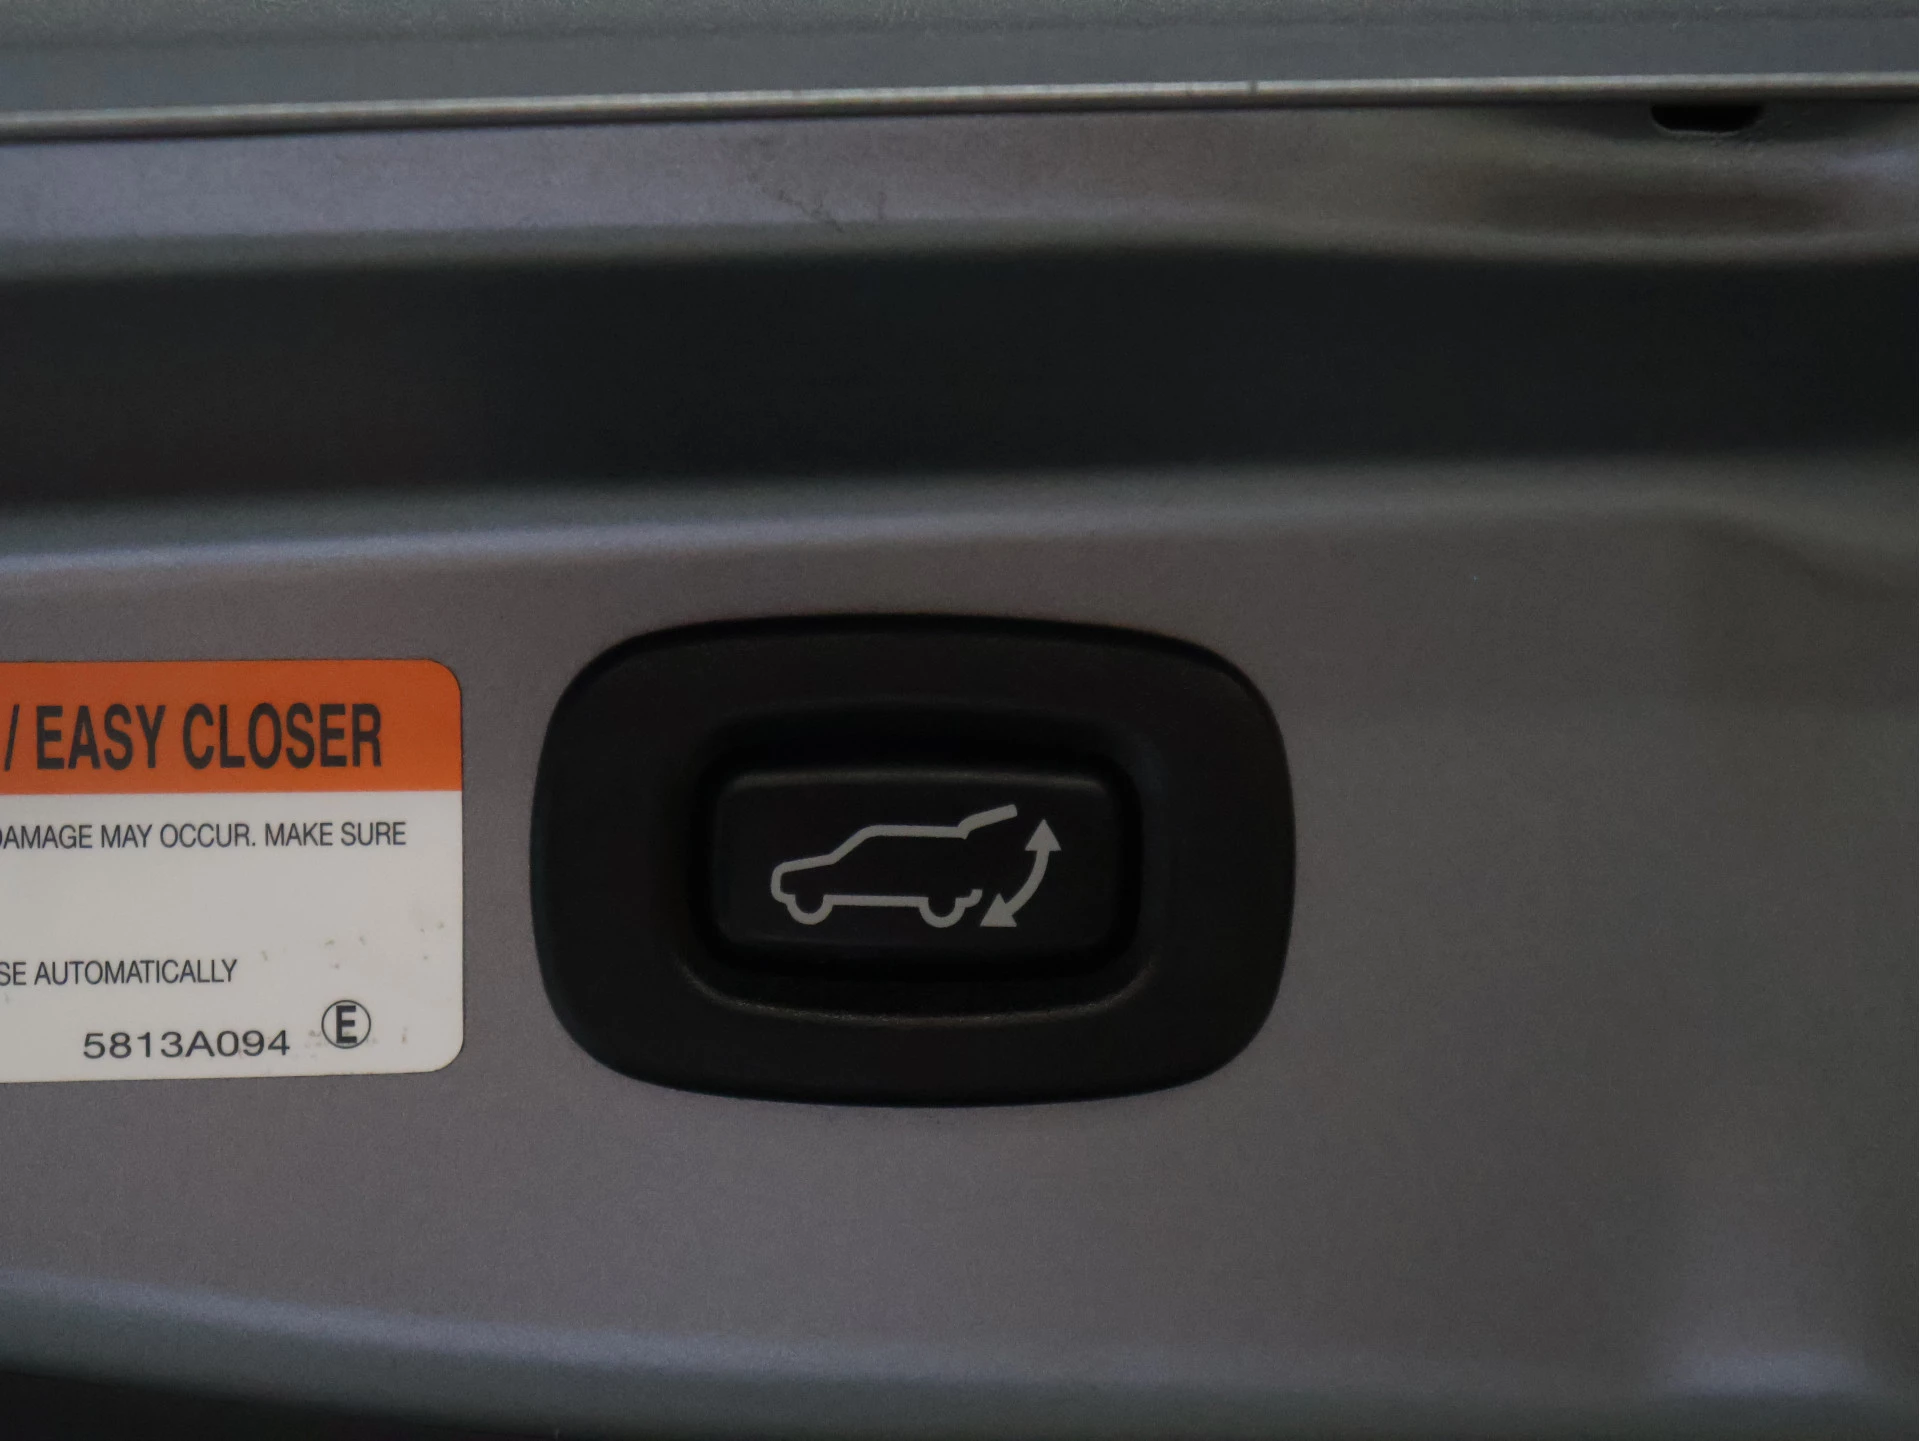 / EASY CLOSER
DAMAGE MAY OCCUR. MAKE SURE
SE AUTOMATICALLY
5813A094 Ⓔ